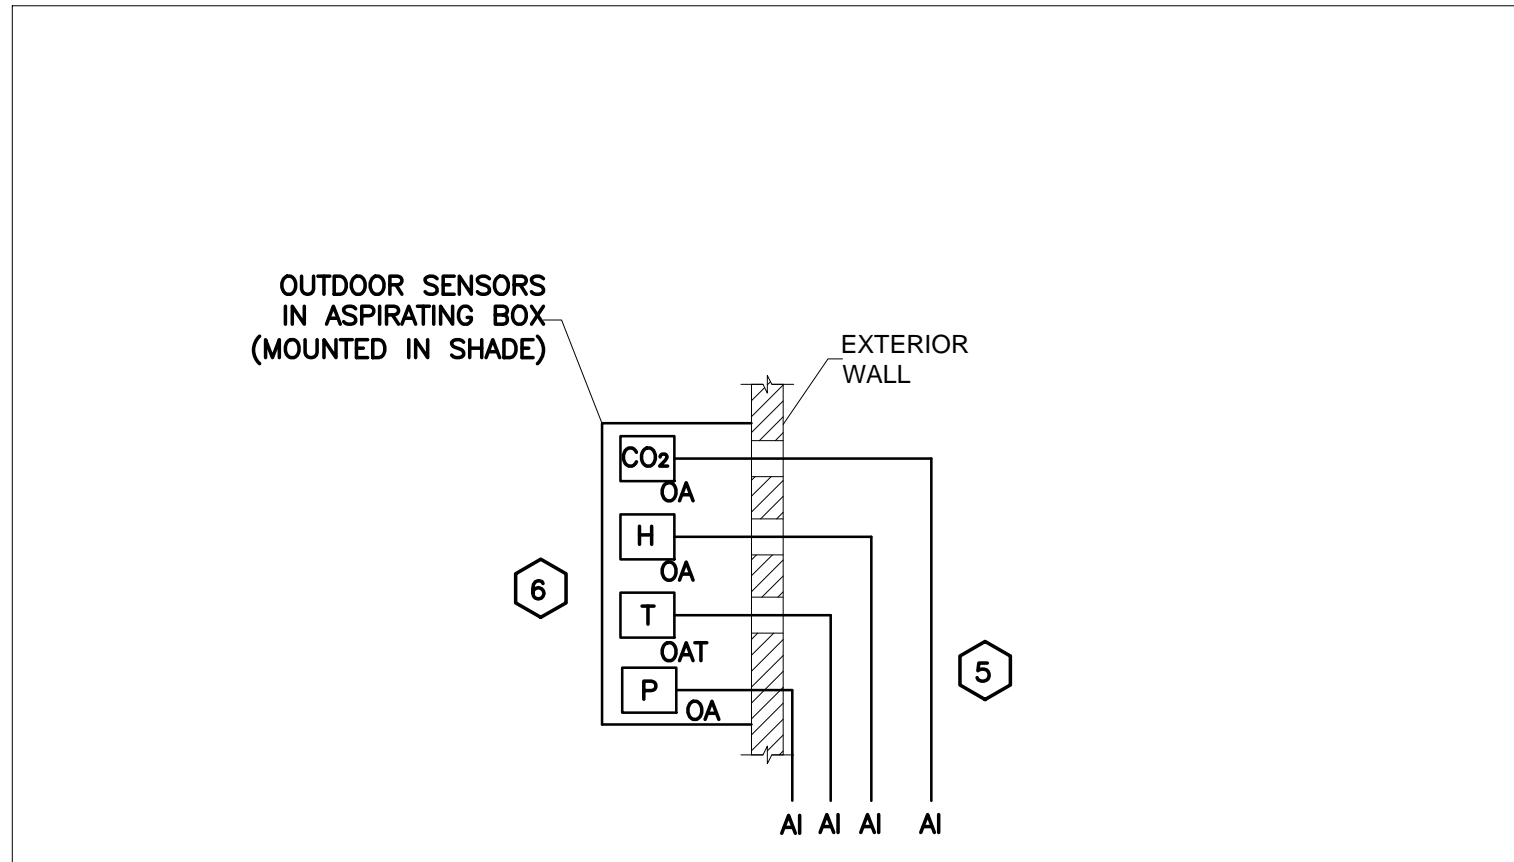 OUTDOOR SENSORS
IN ASPIRATING BOX
(MOUNTED IN SHADE)
EXTERIOR
WALL
CO₂
OA
H
OA
6
T
OAT
5
P
OA
AI AI AI AI